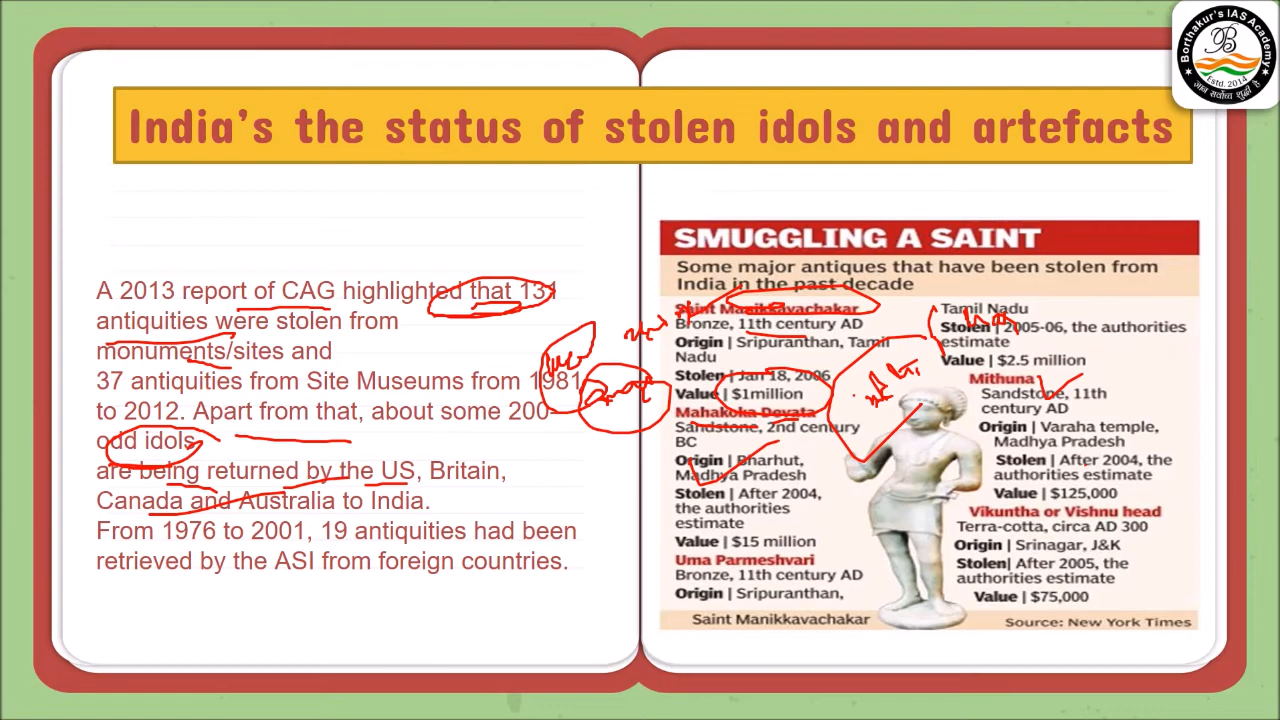 India's the status of stolen idols and artefacts
A 2013 report of CAG highlighted that 131
antiquities were stolen from
monuments/sites and
37 antiquities from Site Museums from 1981
to 2012. Apart from that, about some 200-
odd idols
are being returned by the US, Britain,
Canada and Australia to India.
From 1976 to 2001, 19 antiquities had been
retrieved by the ASI from foreign countries.
SMUGGLING A SAINT
Some major antiques that have been stolen from
India in the past decade
Saint Manikkavachakar
Bronze, 11th century AD
Origin | Sripuranthan, Tamil
Nadu
Stolen | Jan 18, 2006
Value | $1million
Mahakoka Devata
Sandstone, 2nd century
BC
Origin | Bharhut,
Madhya Pradesh
Stolen | After 2004,
the authorities
estimate
Value | $15 million
Uma Parmeshvari
Bronze, 11th century AD
Origin | Sripuranthan,
Tamil Nadu
Stolen | 2005-06, the authorities
estimate
Value | $2.5 million
Mithuna
Sandstone, 11th
century AD
Origin | Varaha temple,
Madhya Pradesh
Stolen | After 2004, the
authorities estimate
Value | $125,000
Vikuntha or Vishnu head
Terra-cotta, circa AD 300
Origin | Srinagar, J&K
Stolen| After 2005, the
authorities estimate
Value | $75,000
Saint Manikkavachakar
Source: New York Times
Borthakur's IAS Academy
B
Estd. 2014